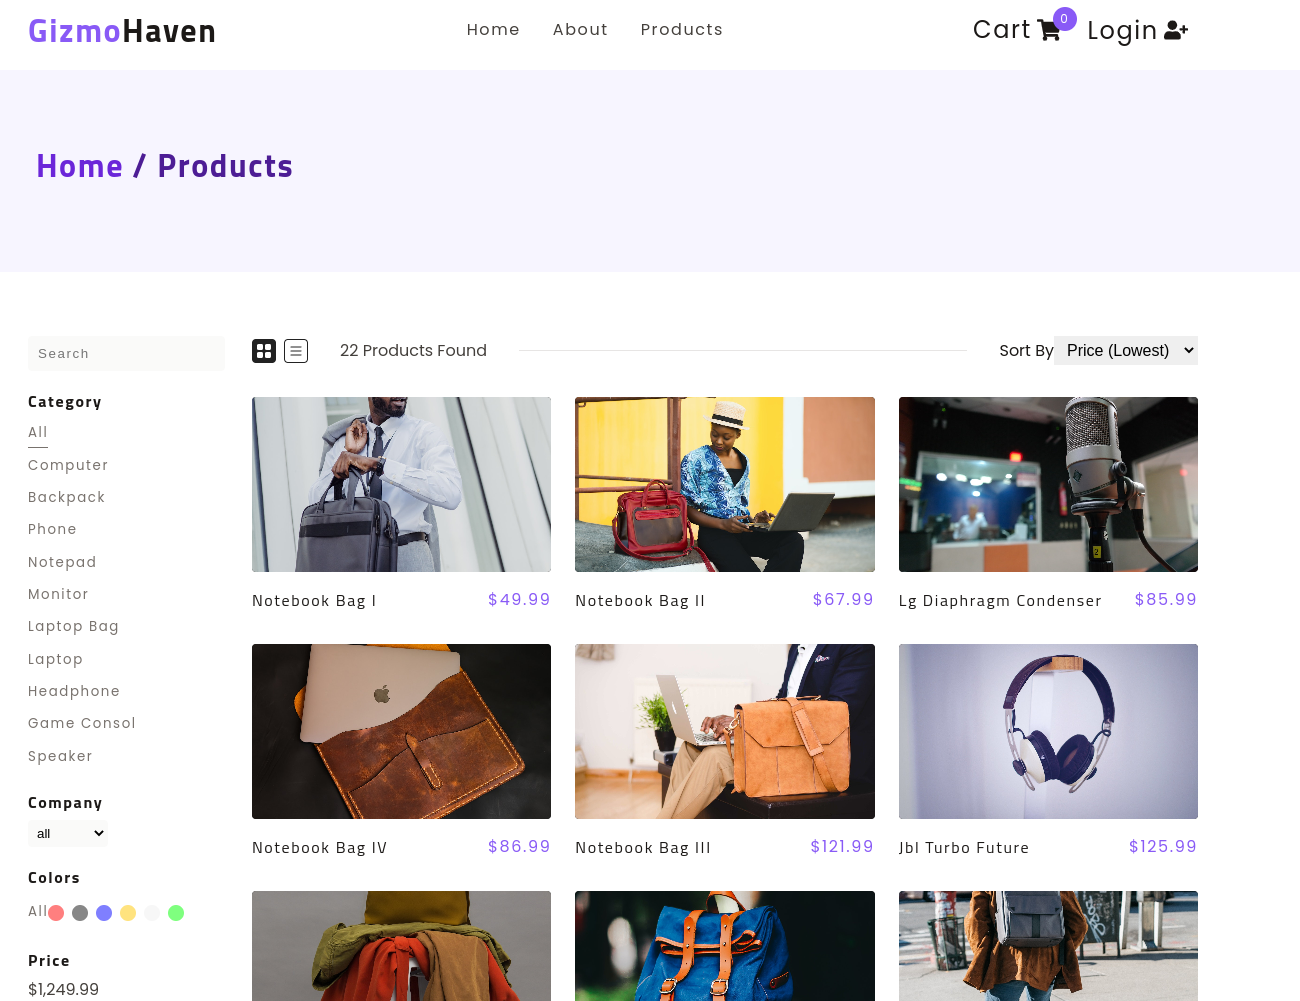 GizmoHaven
Home About Products
Cart 0 Login
Home / Products
Search
22 Products Found
Sort By Price (Lowest)
Category
All
Computer
Backpack
Phone
Notepad
Monitor
Laptop Bag
Laptop
Headphone
Game Consol
Speaker
Company
all
Colors
All
Price
$1,249.99
2
Notebook Bag I $49.99
Notebook Bag II $67.99
Lg Diaphragm Condenser $85.99
Notebook Bag IV $86.99
Notebook Bag III $121.99
Jbl Turbo Future $125.99